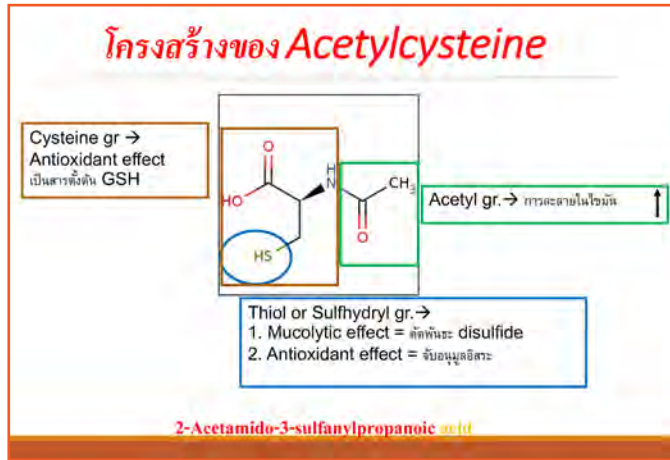 โครงสร้างของ Acetylcysteine
Cysteine gr →
Antioxidant effect
เป็นสารตั้งต้น GSH
O
HO
H
N
CH3
O
HS
Acetyl gr.→ การละลายในไขมัน ↑
Thiol or Sulfhydryl gr.→
1. Mucolytic effect = ตัดพันธะ disulfide
2. Antioxidant effect = จับอนุมูลอิสระ
2-Acetamido-3-sulfanylpropanoic acid